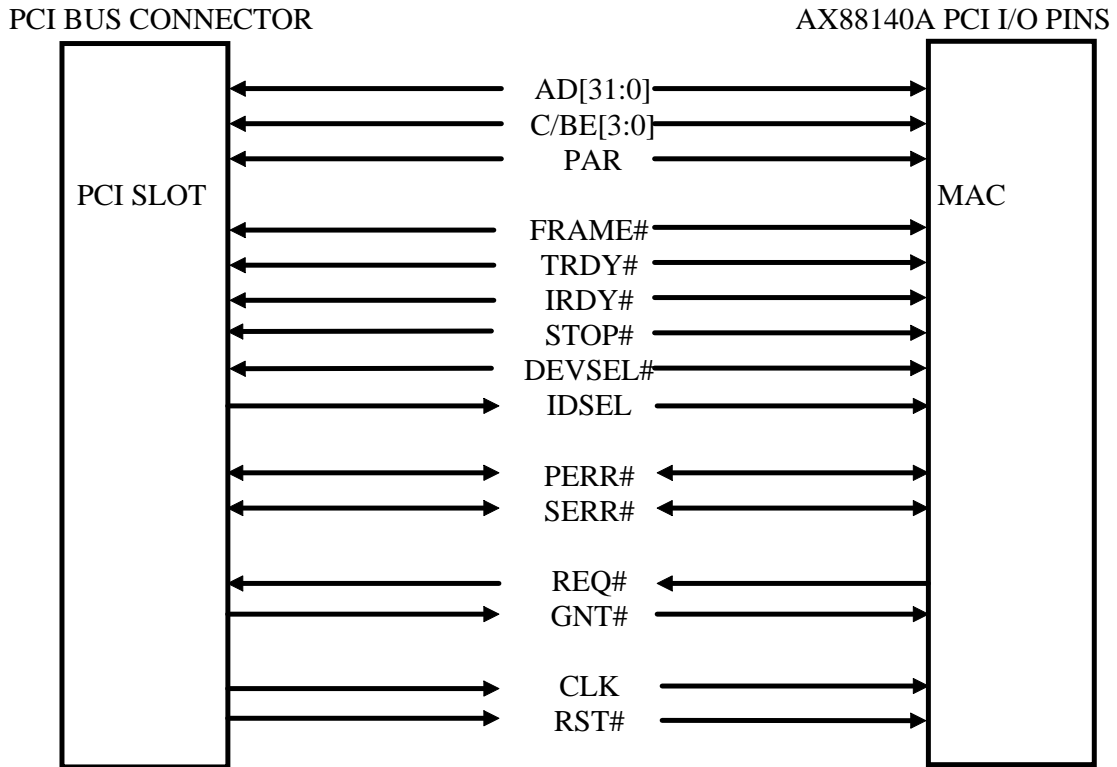 PCI BUS CONNECTOR
AX88140A PCI I/O PINS
AD[31:0]
C/BE[3:0]
PAR
PCI SLOT
MAC
FRAME#
TRDY#
IRDY#
STOP#
DEVSEL#
IDSEL
PERR#
SERR#
REQ#
GNT#
CLK
RST#